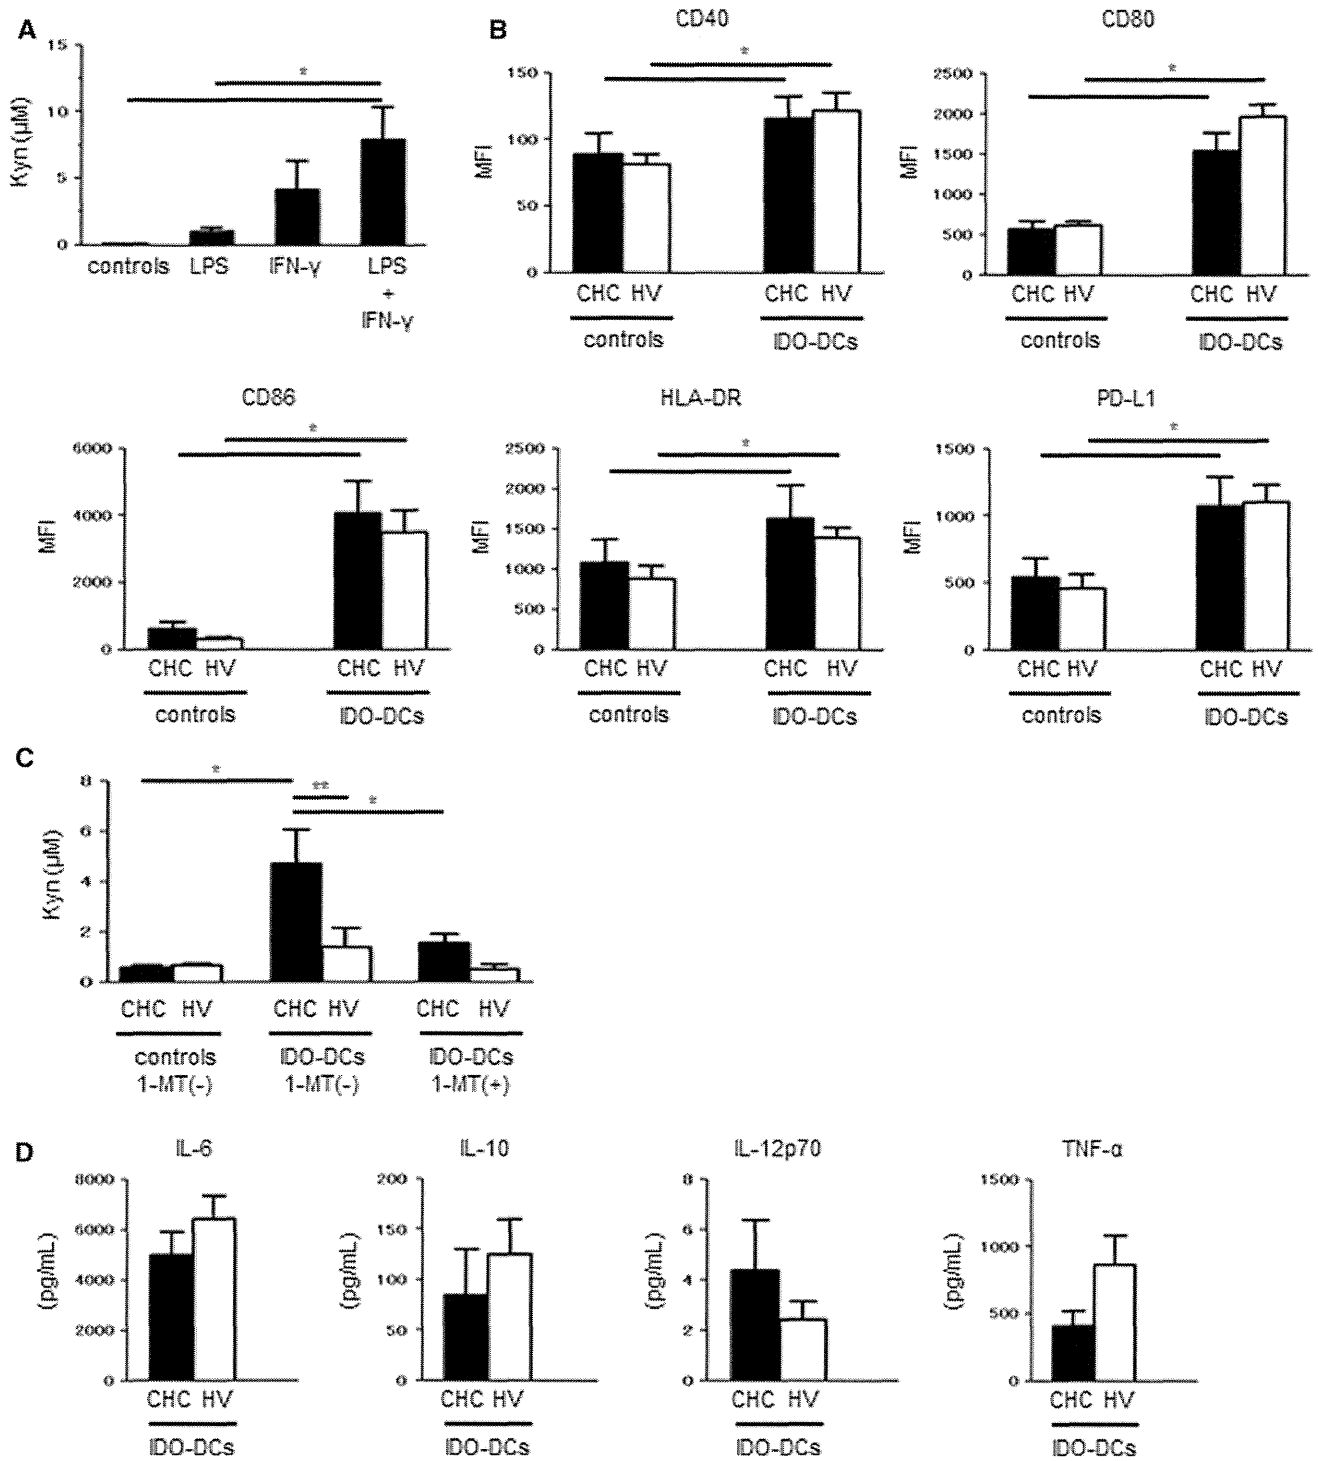 A
15
10
5
0
Kyn (µM)
*
controls LPS IFN-γ LPS
+
IFN-γ
B
CD40
150
100
50
0
MFI
*
CHC HV CHC HV
controls IDO-DCs
CD80
2500
2000
1500
1000
500
0
MFI
*
CHC HV CHC HV
controls IDO-DCs
CD86
6000
4000
2000
0
MFI
*
CHC HV CHC HV
controls IDO-DCs
HLA-DR
2500
2000
1500
1000
500
0
MFI
*
CHC HV CHC HV
controls IDO-DCs
PD-L1
1500
1000
500
0
MFI
*
CHC HV CHC HV
controls IDO-DCs
C
8
6
4
2
0
Kyn (µM)
*
**
*
CHC HV CHC HV CHC HV
controls IDO-DCs IDO-DCs
1-MT(-) 1-MT(-) 1-MT(+)
D
IL-6
8000
6000
4000
2000
0
(pg/mL)
CHC HV
IDO-DCs
IL-10
200
150
100
50
0
(pg/mL)
CHC HV
IDO-DCs
IL-12p70
8
6
4
2
0
(pg/mL)
CHC HV
IDO-DCs
TNF-α
1500
1000
500
0
(pg/mL)
CHC HV
IDO-DCs